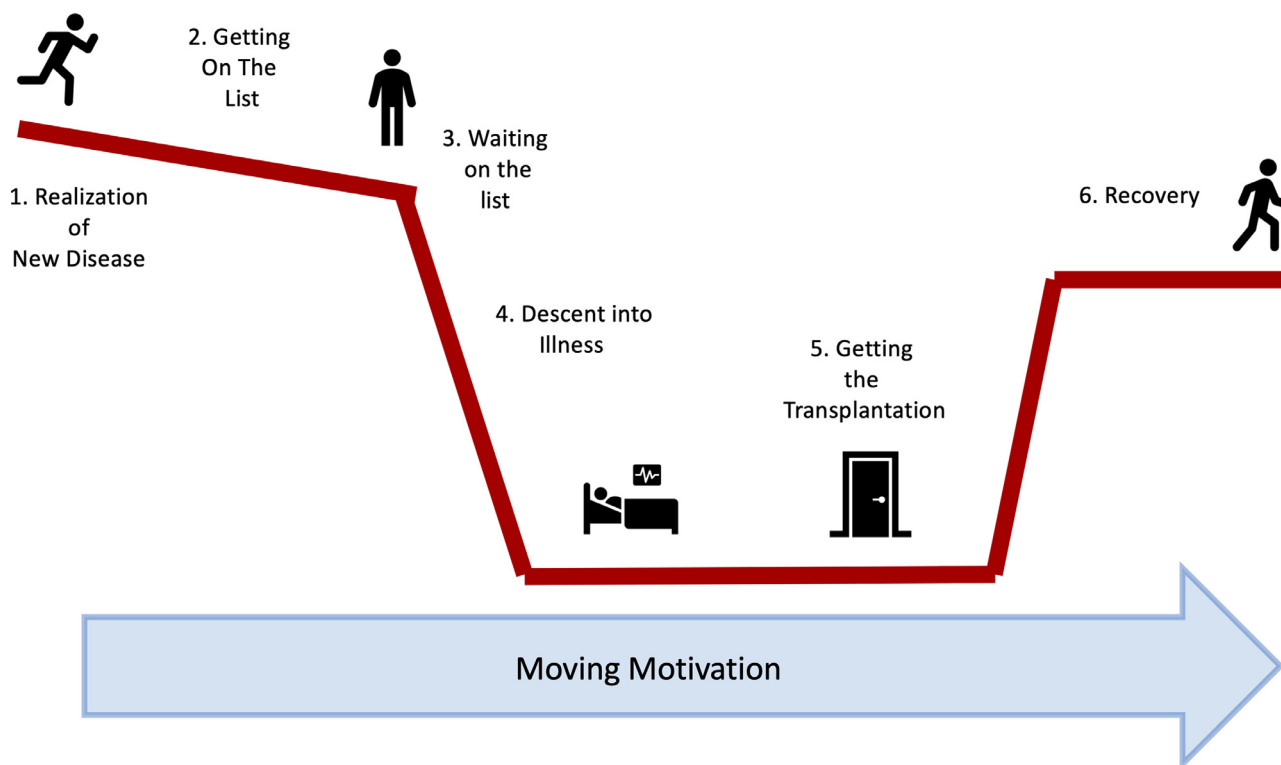 1. Realization
of
New Disease
2. Getting
On The
List
3. Waiting
on the
list
4. Descent into
Illness
5. Getting
the
Transplantation
6. Recovery
Moving Motivation